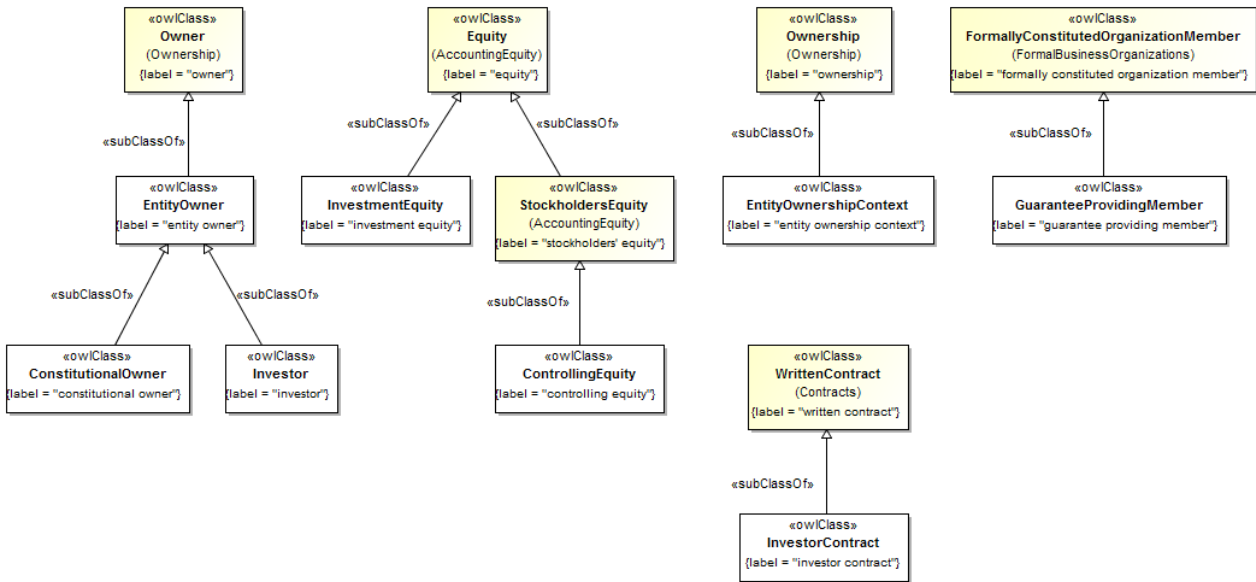 «owlClass»
Owner
(Ownership)
{label = "owner"}
«owlClass»
Equity
(AccountingEquity)
{label = "equity"}
«owlClass»
Ownership
(Ownership)
{label = "ownership"}
«owlClass»
FormallyConstitutedOrganizationMember
(FormalBusinessOrganizations)
{label = "formally constituted organization member"}
«subClassOf»
«subClassOf»
«subClassOf»
«subClassOf»
«subClassOf»
«owlClass»
EntityOwner
{label = "entity owner"}
«owlClass»
InvestmentEquity
{label = "investment equity"}
«owlClass»
StockholdersEquity
(AccountingEquity)
{label = "stockholders' equity"}
«owlClass»
EntityOwnershipContext
{label = "entity ownership context"}
«owlClass»
GuaranteeProvidingMember
{label = "guarantee providing member"}
«subClassOf»
«subClassOf»
«subClassOf»
«owlClass»
ConstitutionalOwner
{label = "constitutional owner"}
«owlClass»
Investor
{label = "investor"}
«owlClass»
ControllingEquity
{label = "controlling equity"}
«owlClass»
WrittenContract
(Contracts)
{label = "written contract"}
«subClassOf»
«owlClass»
InvestorContract
{label = "investor contract"}